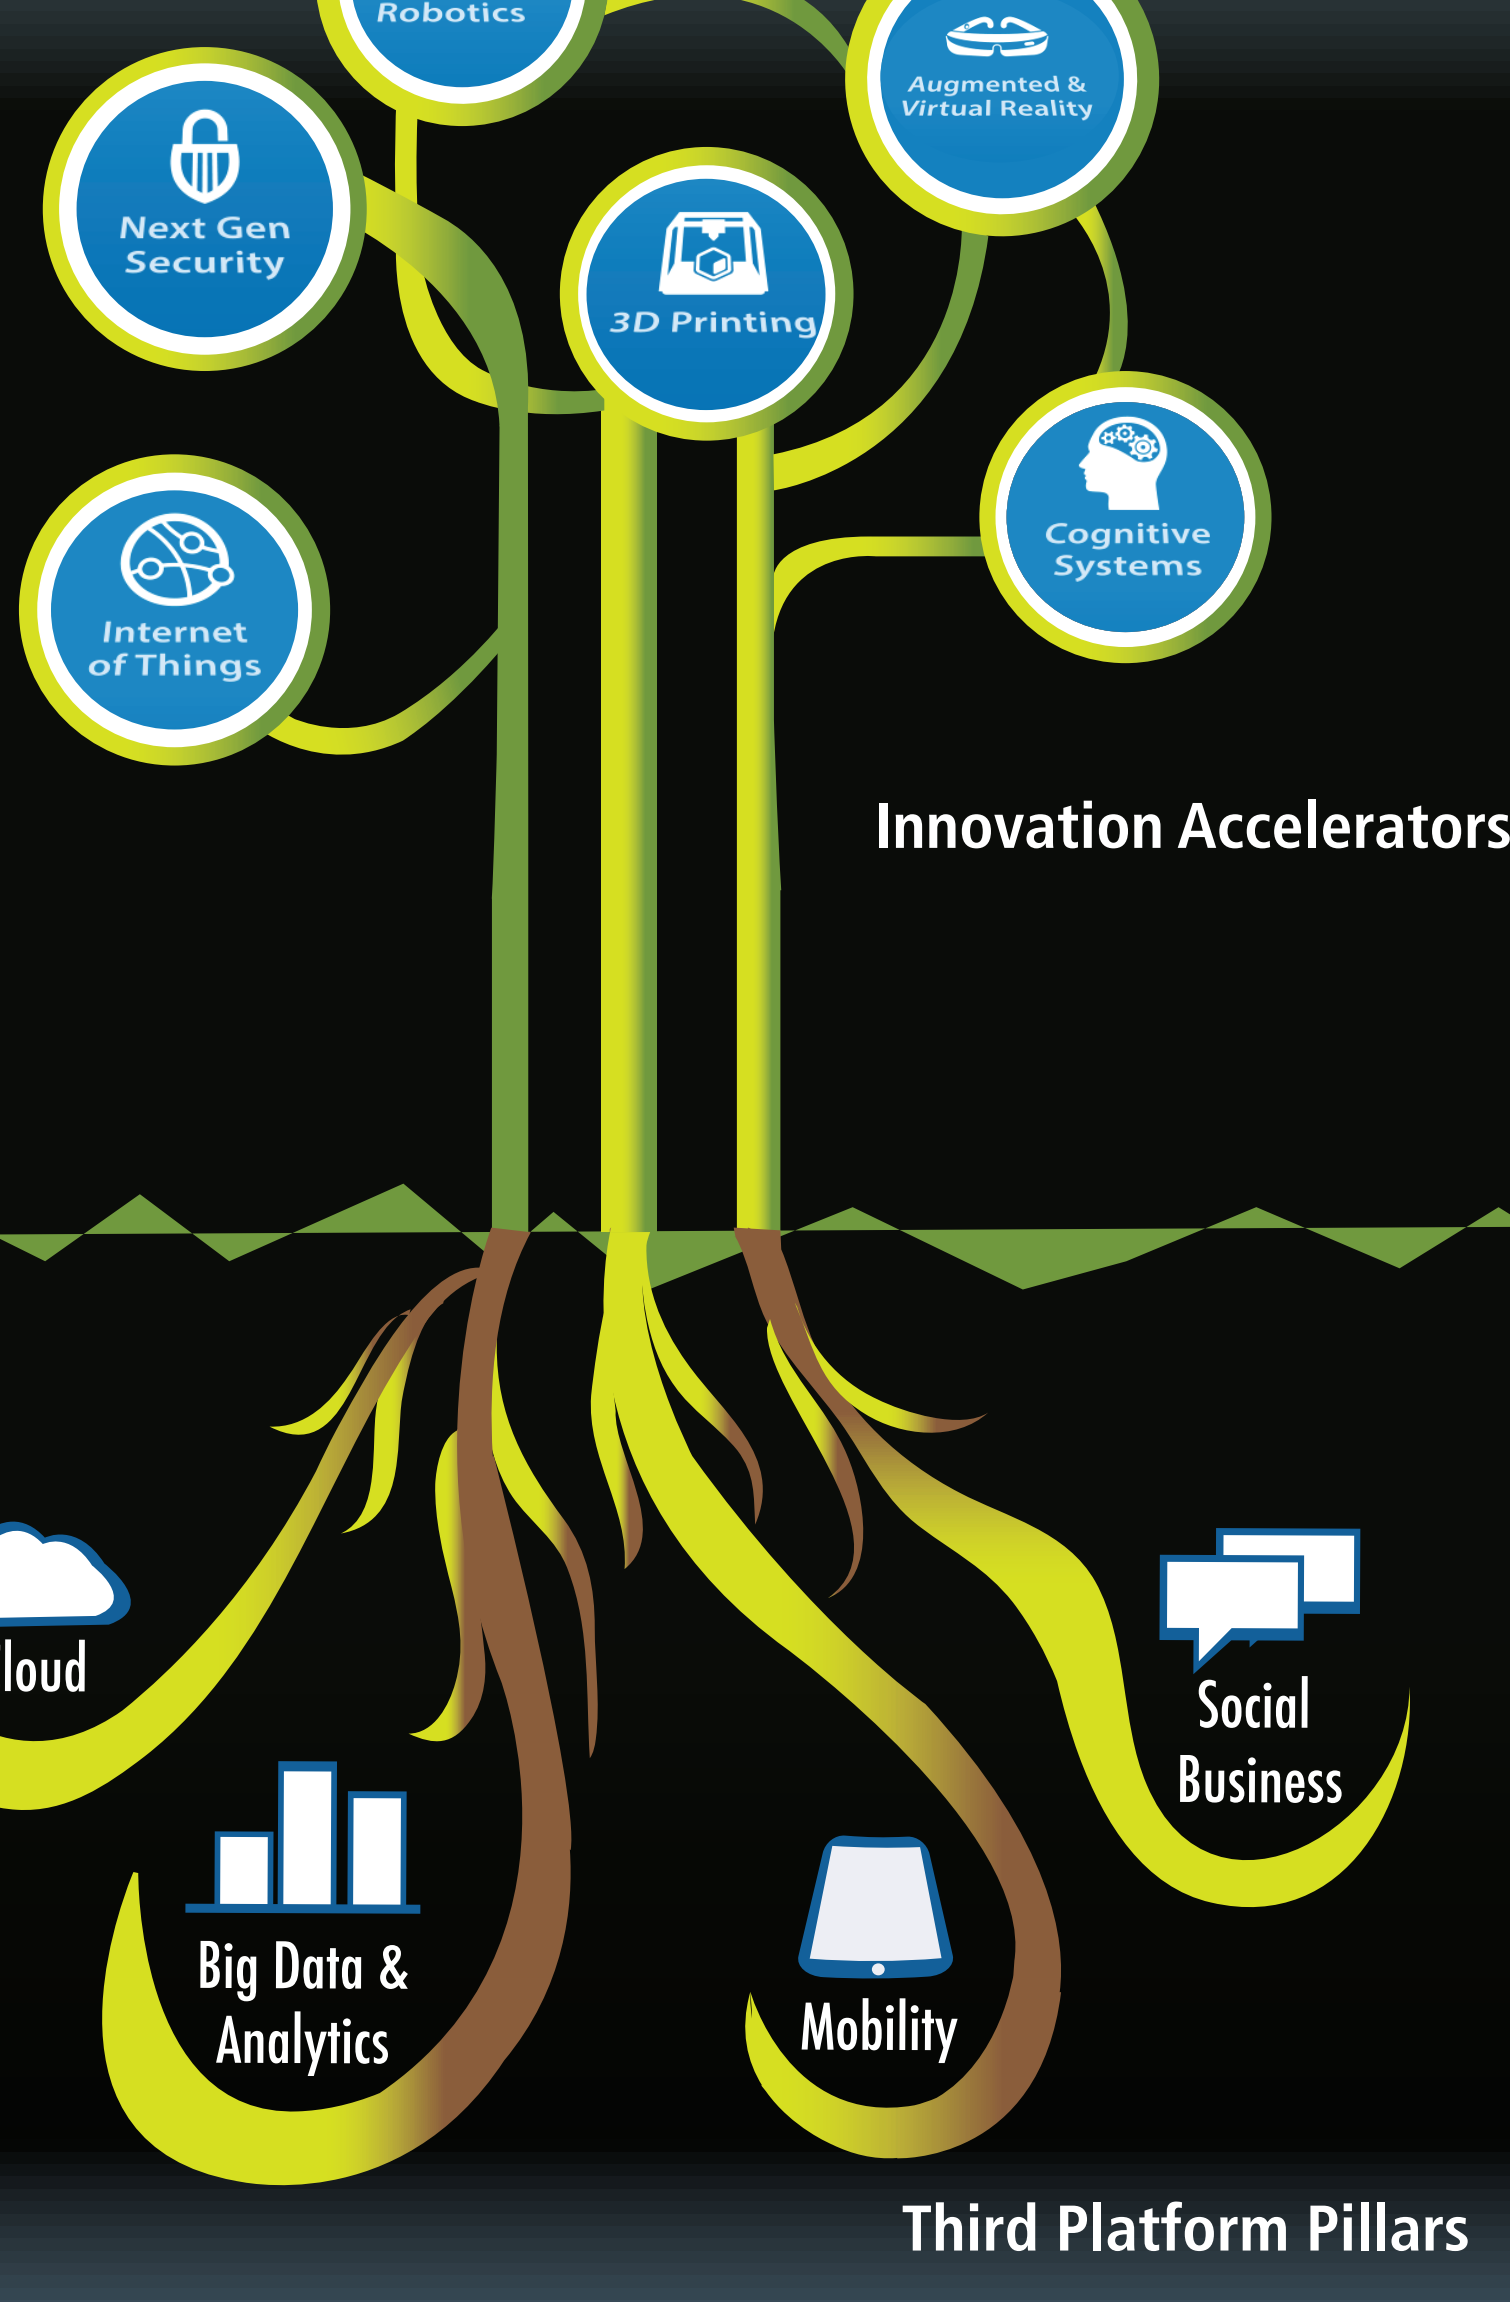 Robotics
Augmented &
Virtual Reality
Next Gen
Security
3D Printing
Cognitive
Systems
Internet
of Things
Innovation Accelerators
loud
Social
Business
Big Data &
Analytics
Mobility
Third Platform Pillars